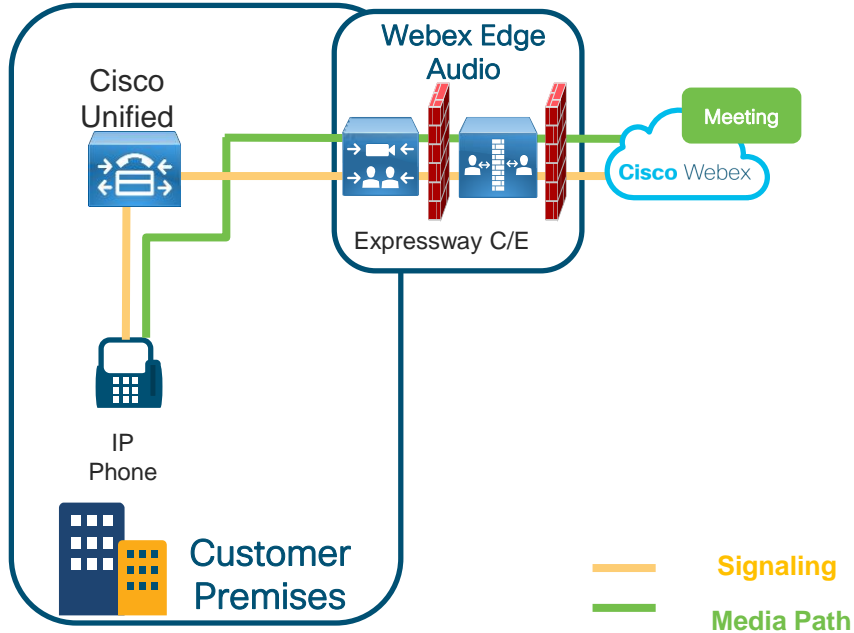 Webex Edge
Audio
Cisco
Unified
Meeting
Cisco Webex
Expressway C/E
IP
Phone
Customer
Premises
Signaling
Media Path